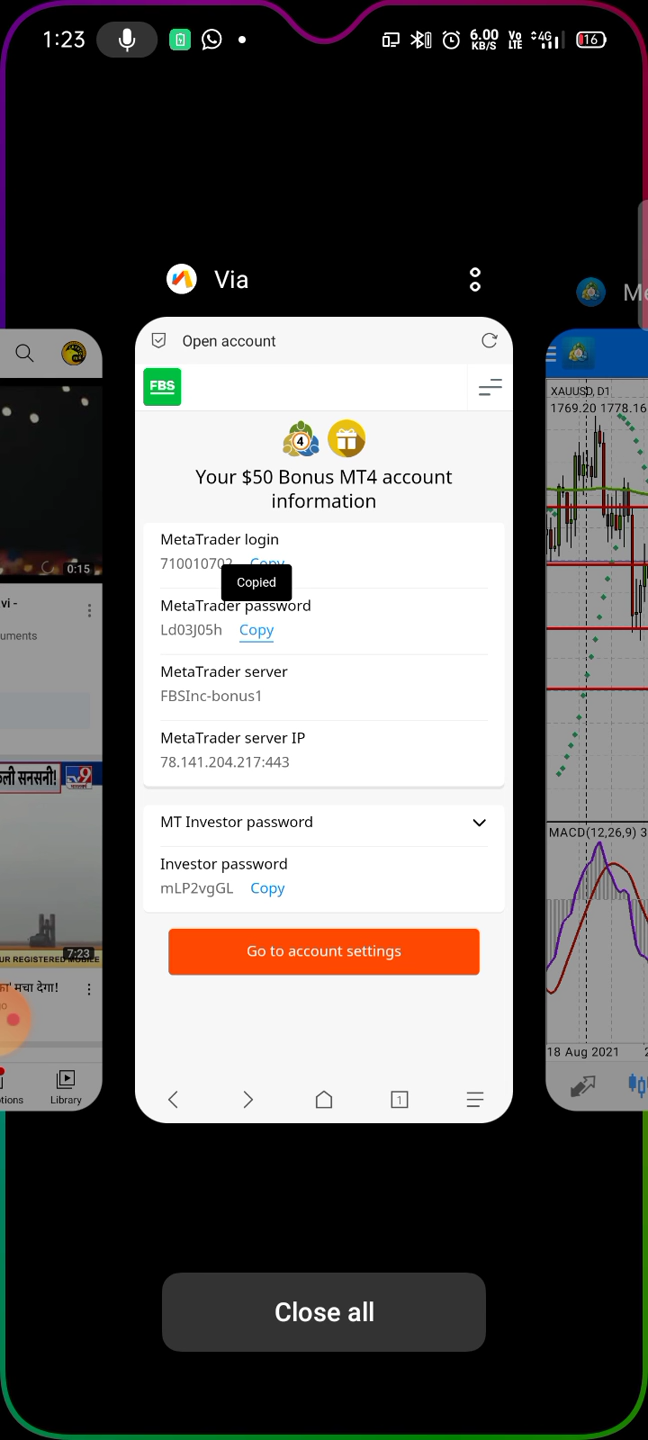 1:23
6.00 KB/S
Vo LTE
4G
16
Via
Open account
FBS
4
Your $50 Bonus MT4 account
information
MetaTrader login
710010702 Copy
Copied
MetaTrader password
Ld03J05h Copy
MetaTrader server
FBSInc-bonus1
MetaTrader server IP
78.141.204.217:443
MT Investor password
Investor password
mLP2vgGL Copy
Go to account settings
1
0:15
vi -
uments
सनसनी!
TV9
7:23
UR REGISTERED MOBILE
मचा देगा!
Library
XAUUSD, D1
1769.20 1778.16
MACD(12,26,9) 3
18 Aug 2021
Close all